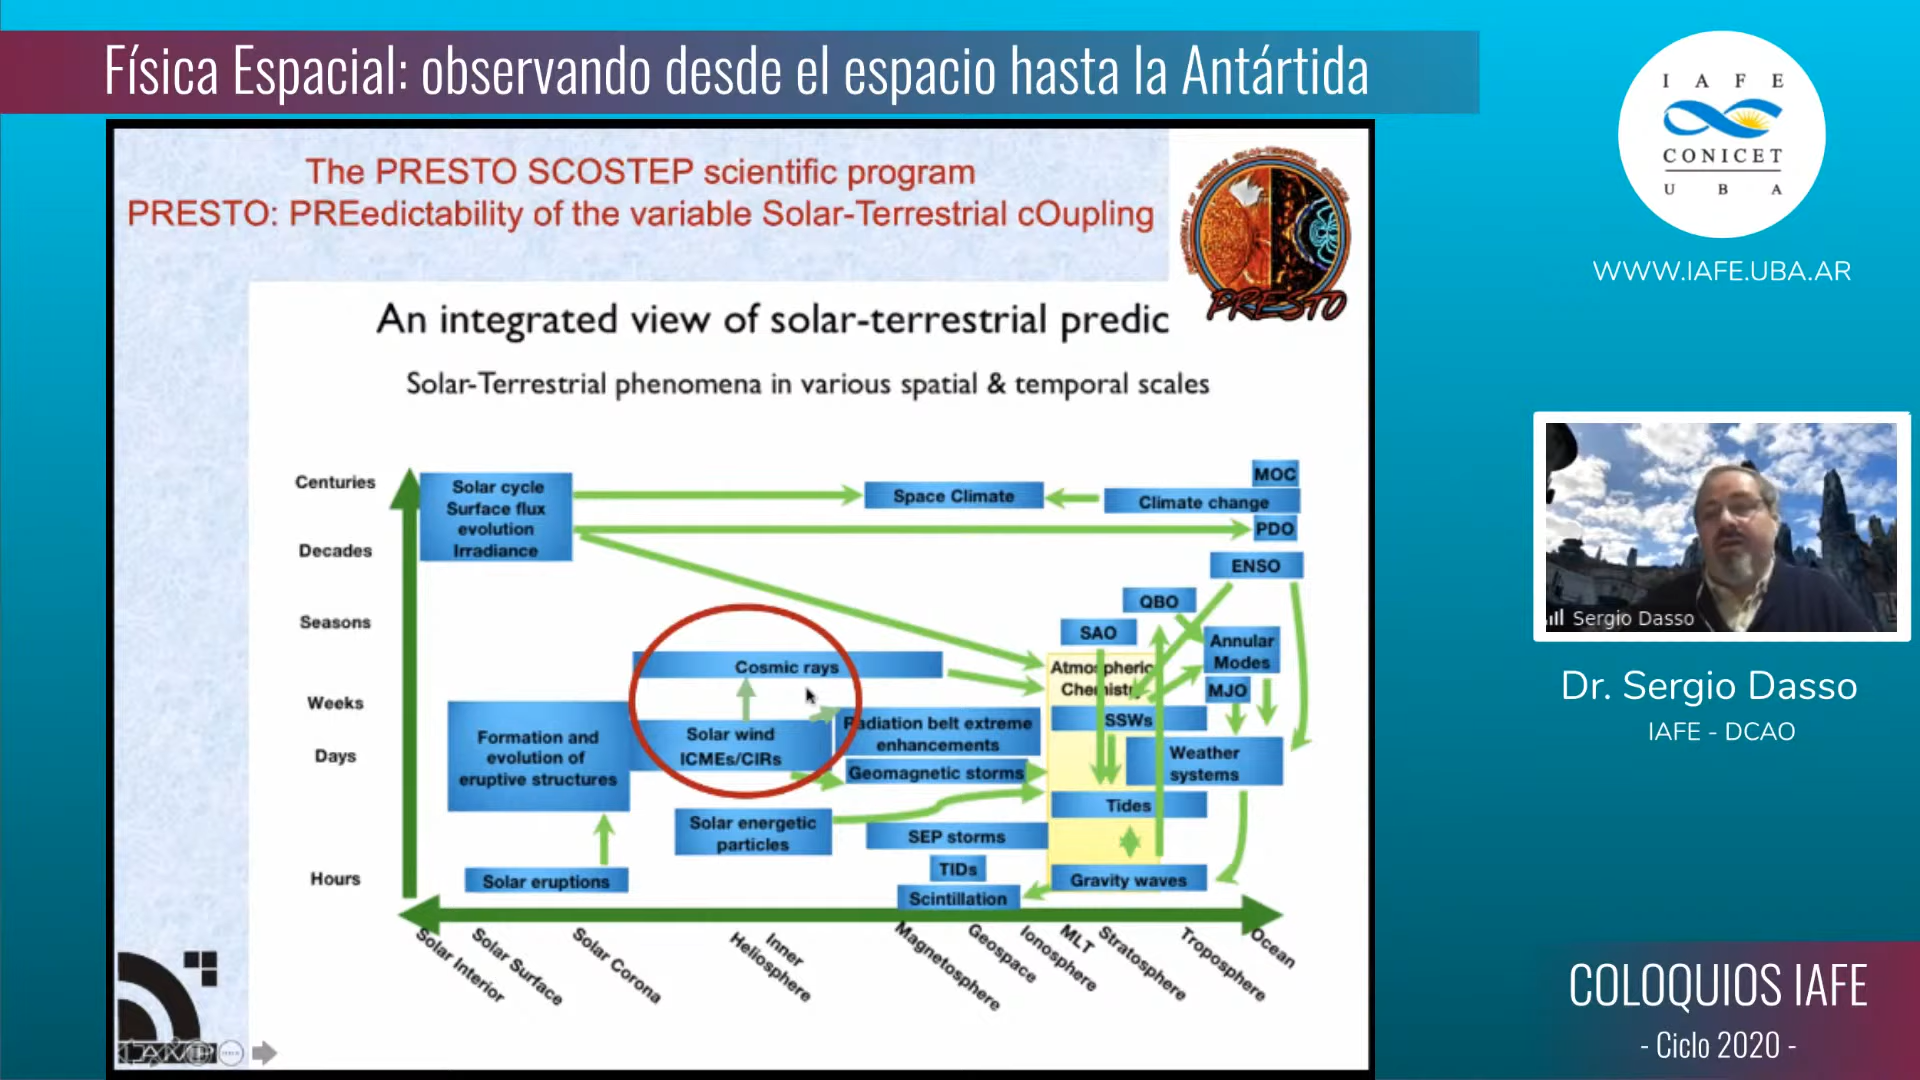 Física Espacial: observando desde el espacio hasta la Antártida
The PRESTO SCOSTEP scientific program
PRESTO: PREedictability of the variable Solar-Terrestrial cOupling
PRESTO
An integrated view of solar-terrestrial predic
Solar-Terrestrial phenomena in various spatial & temporal scales
Centuries
Decades
Seasons
Weeks
Days
Hours
Solar cycle
Surface flux
evolution
Irradiance
Space Climate
MOC
Climate change
PDO
ENSO
QBO
SAO
Annular
Modes
Atmospheric
Chemistry
MJO
Cosmic rays
SSWs
Formation and
evolution of
eruptive structures
Solar wind
ICMEs/CIRs
Radiation belt extreme
enhancements
Geomagnetic storms
Weather
systems
Tides
Solar energetic
particles
SEP storms
TIDs
Solar eruptions
Scintillation
Gravity waves
Solar Interior
Solar Surface
Solar Corona
Inner
Heliosphere
Magnetosphere
Geospace
Ionosphere
MLT
Stratosphere
Troposphere
Ocean
IAFE
CONICET
UBA
WWW.IAFE.UBA.AR
Sergio Dasso
Dr. Sergio Dasso
IAFE - DCAO
COLOQUIOS IAFE
- Ciclo 2020 -